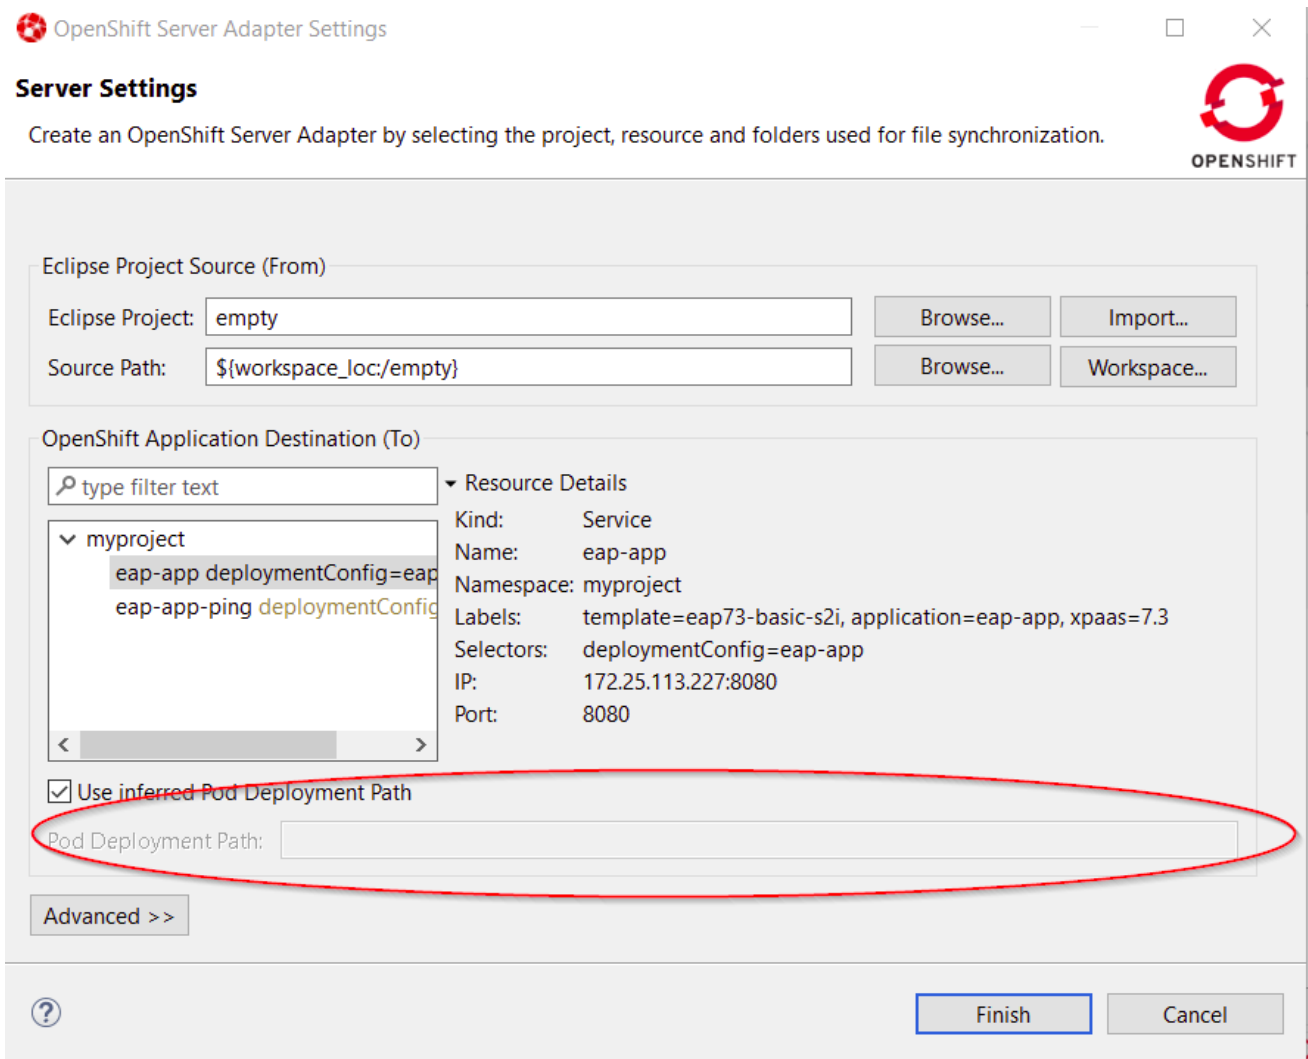 OpenShift Server Adapter Settings
Server Settings
Create an OpenShift Server Adapter by selecting the project, resource and folders used for file synchronization.
OPENSHIFT
Eclipse Project Source (From)
Eclipse Project: empty Browse... Import...
Source Path: ${workspace_loc:/empty} Browse... Workspace...
OpenShift Application Destination (To)
type filter text
myproject
eap-app deploymentConfig=eap
eap-app-ping deploymentConfig
Resource Details
Kind: Service
Name: eap-app
Namespace: myproject
Labels: template=eap73-basic-s2i, application=eap-app, xpaas=7.3
Selectors: deploymentConfig=eap-app
IP: 172.25.113.227:8080
Port: 8080
Use inferred Pod Deployment Path
Pod Deployment Path:
Advanced >>
Finish Cancel